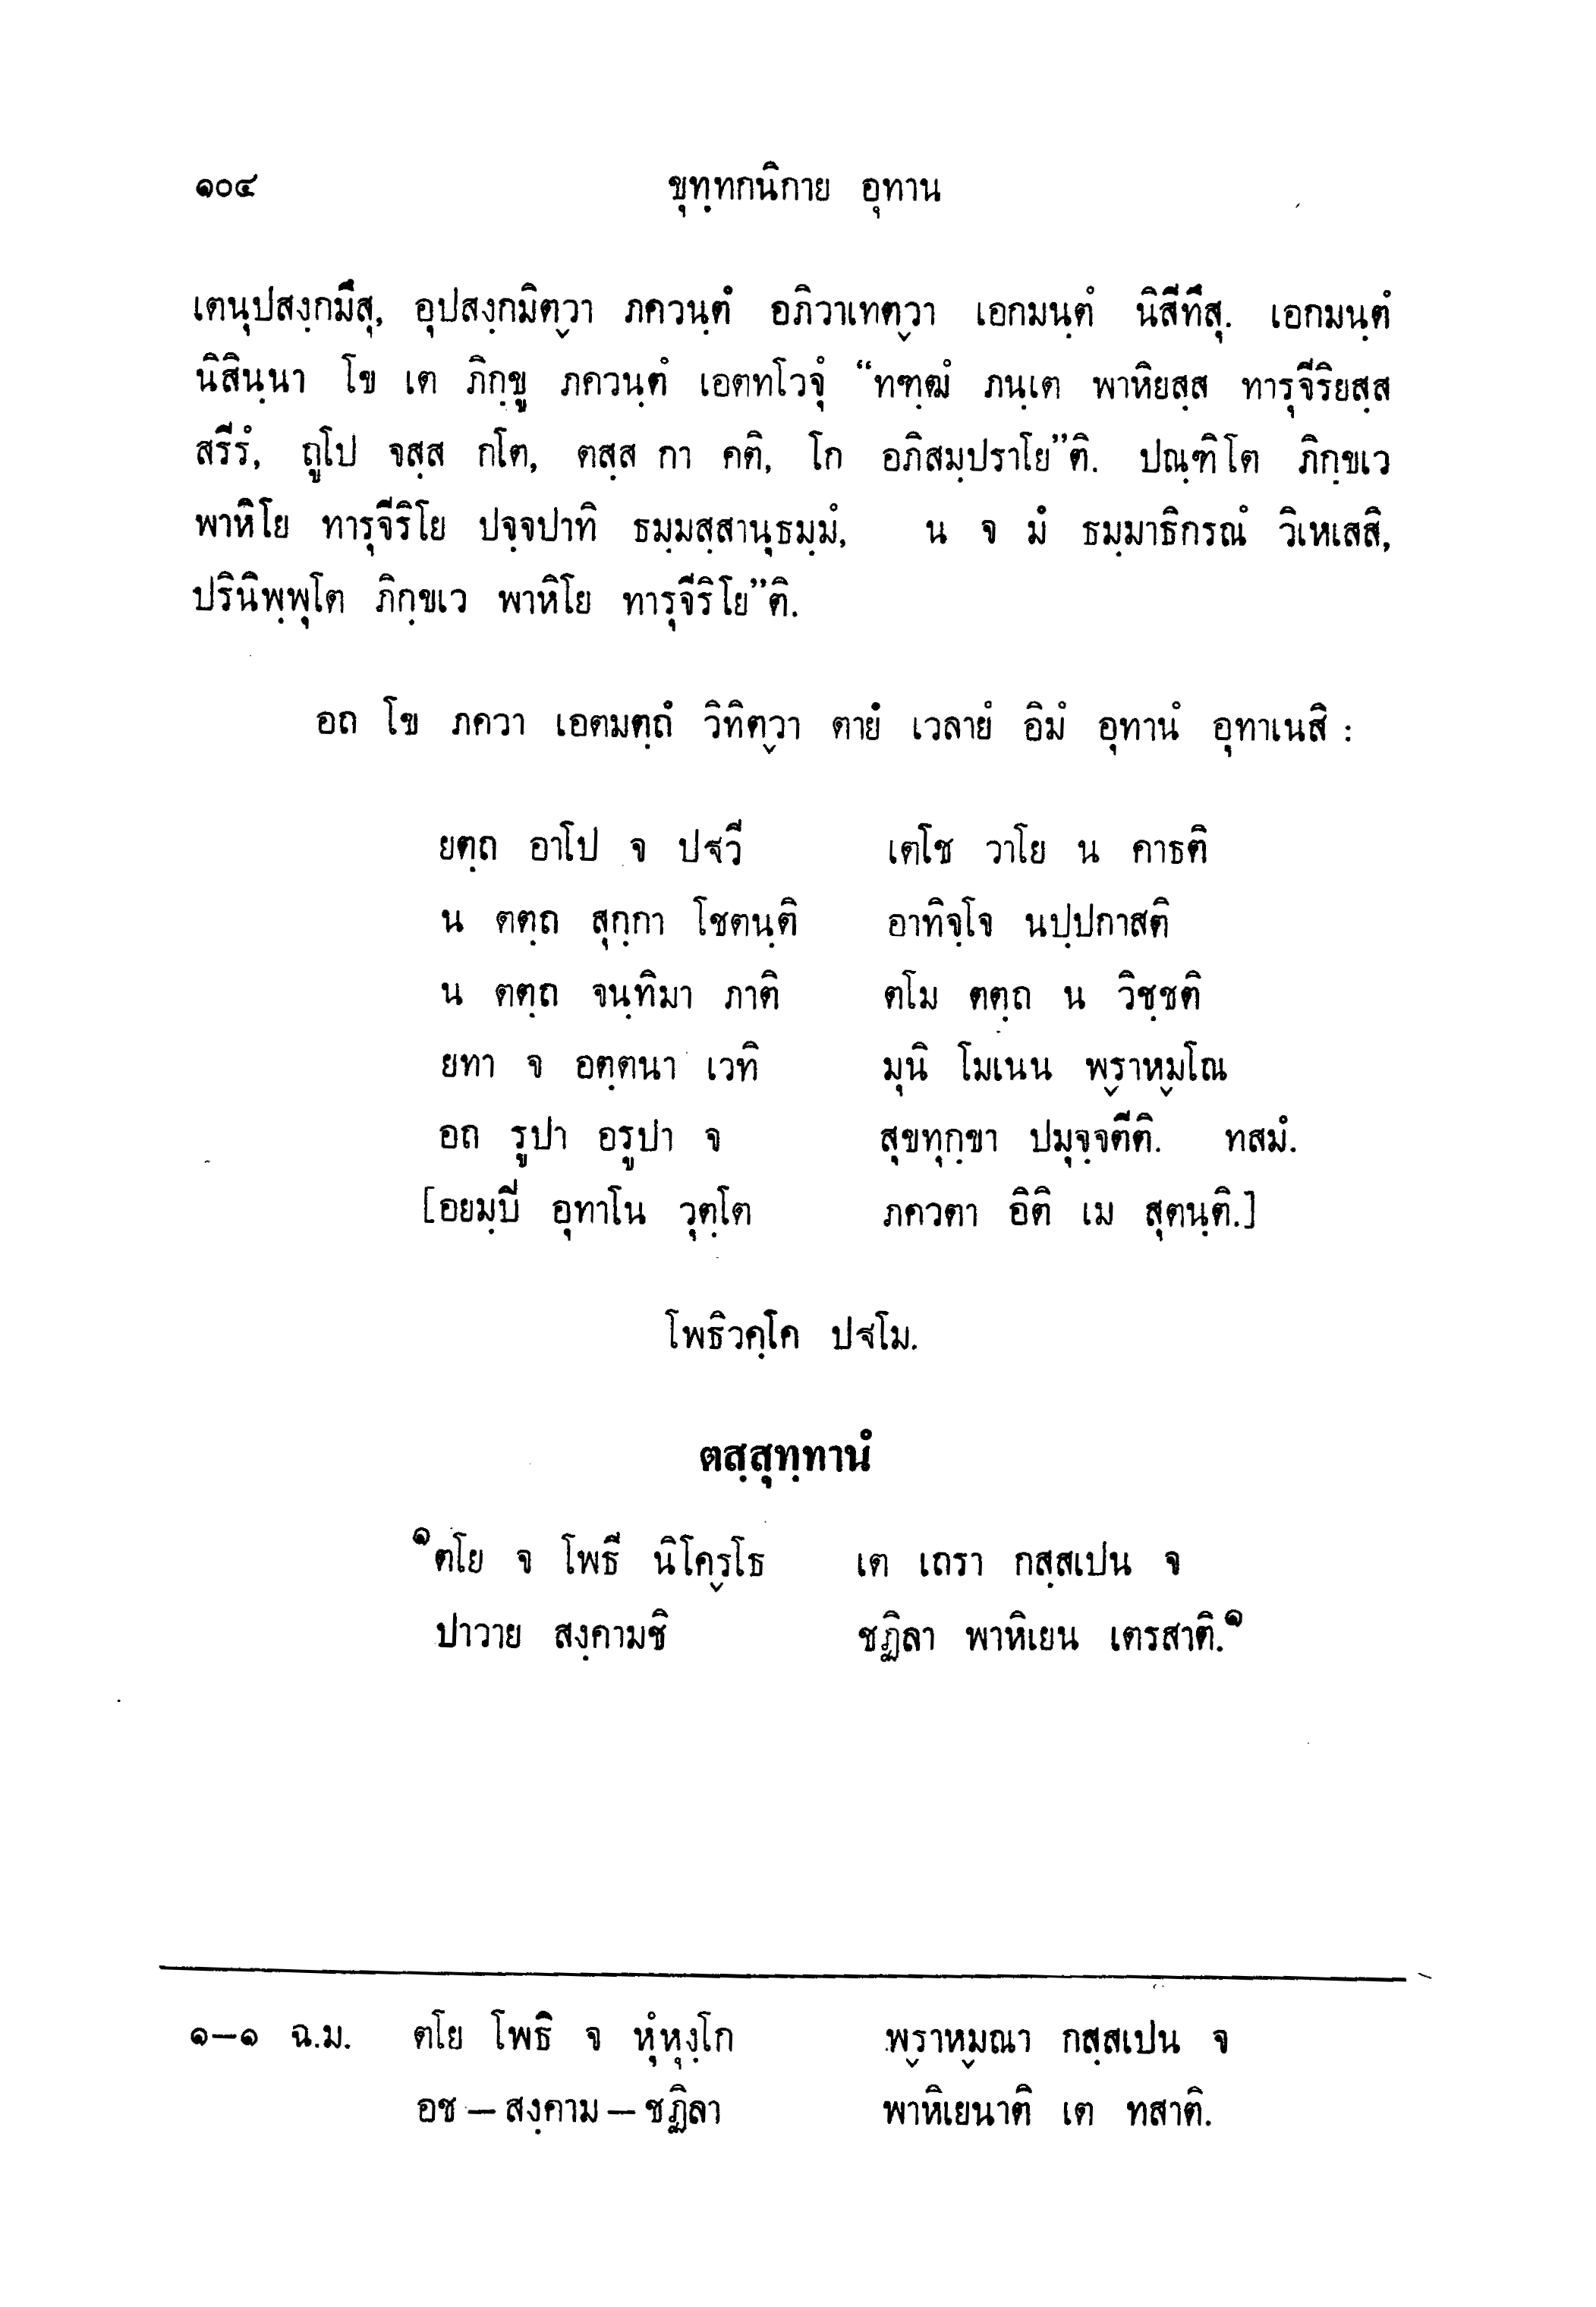 ๑๐๔ ขุทฺทกนิกาย อุทาน
เตนุปสงฺกมึสุ, อุปสงฺกมิตฺวา ภควนฺตํ อภิวาเทตฺวา เอกมนฺตํ นิสีทึสุ. เอกมนฺตํ
นิสินฺนา โข เต ภิกฺขู ภควนฺตํ เอตทโวจุํ “ทฑฺฒํ ภนฺเต พาหิยสฺส ทารุจีริยสฺส
สรีรํ, ถูโป จสฺส กโต, ตสฺส กา คติ, โก อภิสมฺปราโย”ติ. ปณฺฑิโต ภิกฺขเว
พาหิโย ทารุจีริโย ปจฺจปาทิ ธมฺมสฺสานุธมฺมํ, น จ มํ ธมฺมาธิกรณํ วิเหเสสิ,
ปรินิพฺพุโต ภิกฺขเว พาหิโย ทารุจีริโย”ติ.
อถ โข ภควา เอตมตฺถํ วิทิตฺวา ตายํ เวลายํ อิมํ อุทานํ อุทาเนสิ :
ยตฺถ อาโป จ ปฐวี เตโช วาโย น คาธติ
น ตตฺถ สุกฺกา โชตนฺติ อาทิจฺโจ นปฺปกาสติ
น ตตฺถ จนฺทิมา ภาติ ตโม ตตฺถ น วิชฺชติ
ยทา จ อตฺตนา เวทิ มุนิ โมเนน พฺราหฺมโณ
อถ รูปา อรูปา จ สุขทุกฺขา ปมุจฺจตีติ. ทสมํ.
[อยมฺปี อุทาโน วุตฺโต ภควตา อิติ เม สุตนฺติ.]
โพธิวคฺโค ปฐโม.
ตสฺสุทฺทานํ
๑ตโย จ โพธี นิโคฺรโธ เต เถรา กสฺสเปน จ
ปาวาย สงฺคามชิ ชฏิลา พาหิเยน เตรสาติ.๑
๑–๑ ฉ.ม. ตโย โพธิ จ หุํหุงฺโก พฺราหฺมณา กสฺสเปน จ
อช – สงฺคาม – ชฏิลา พาหิเยนาติ เต ทสาติ.